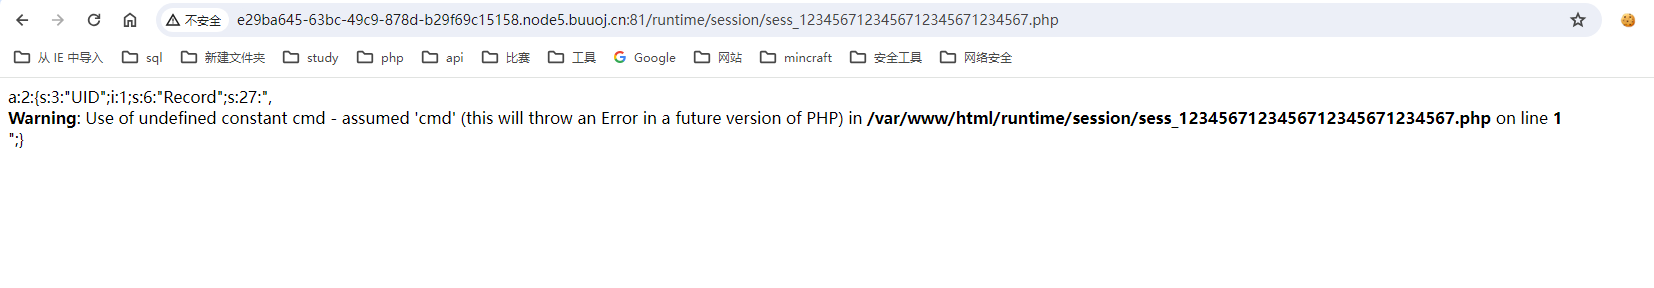 不安全 e29ba645-63bc-49c9-878d-b29f69c15158.node5.buuoj.cn:81/runtime/session/sess_1234567123456712345671234567.php
从 IE 中导入 sql 新建文件夹 study php api 比赛 工具 Google 网站 mincraft 安全工具 网络安全
a:2:{s:3:"UID";i:1;s:6:"Record";s:27:",
Warning: Use of undefined constant cmd - assumed 'cmd' (this will throw an Error in a future version of PHP) in /var/www/html/runtime/session/sess_1234567123456712345671234567.php on line 1
";}